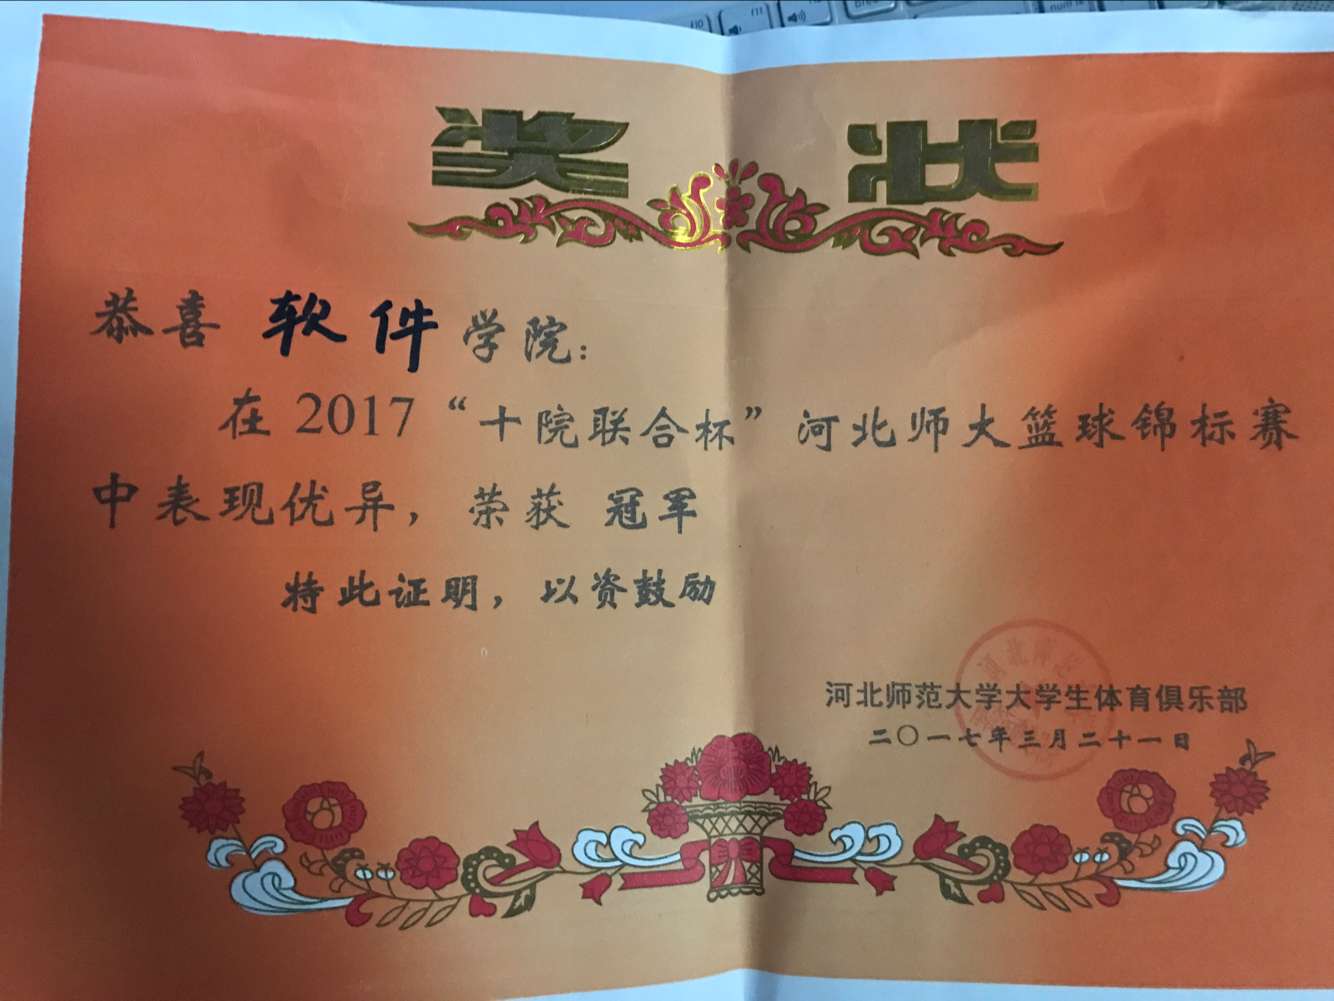 奖状
恭喜 软件 学院：
在 2017 “十院联合杯” 河北师大篮球锦标赛
中表现优异，荣获 冠军
特此证明，以资鼓励
河北师范大学大学生体育俱乐部
二〇一七年三月二十一日